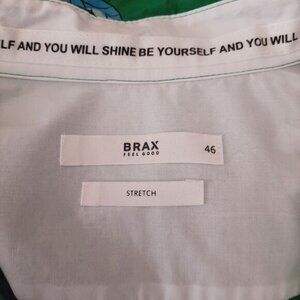 LF AND YOU WILL SHINE BE YOURSELF AND YOU WILL
BRAX
FEEL GOOD
46
STRETCH